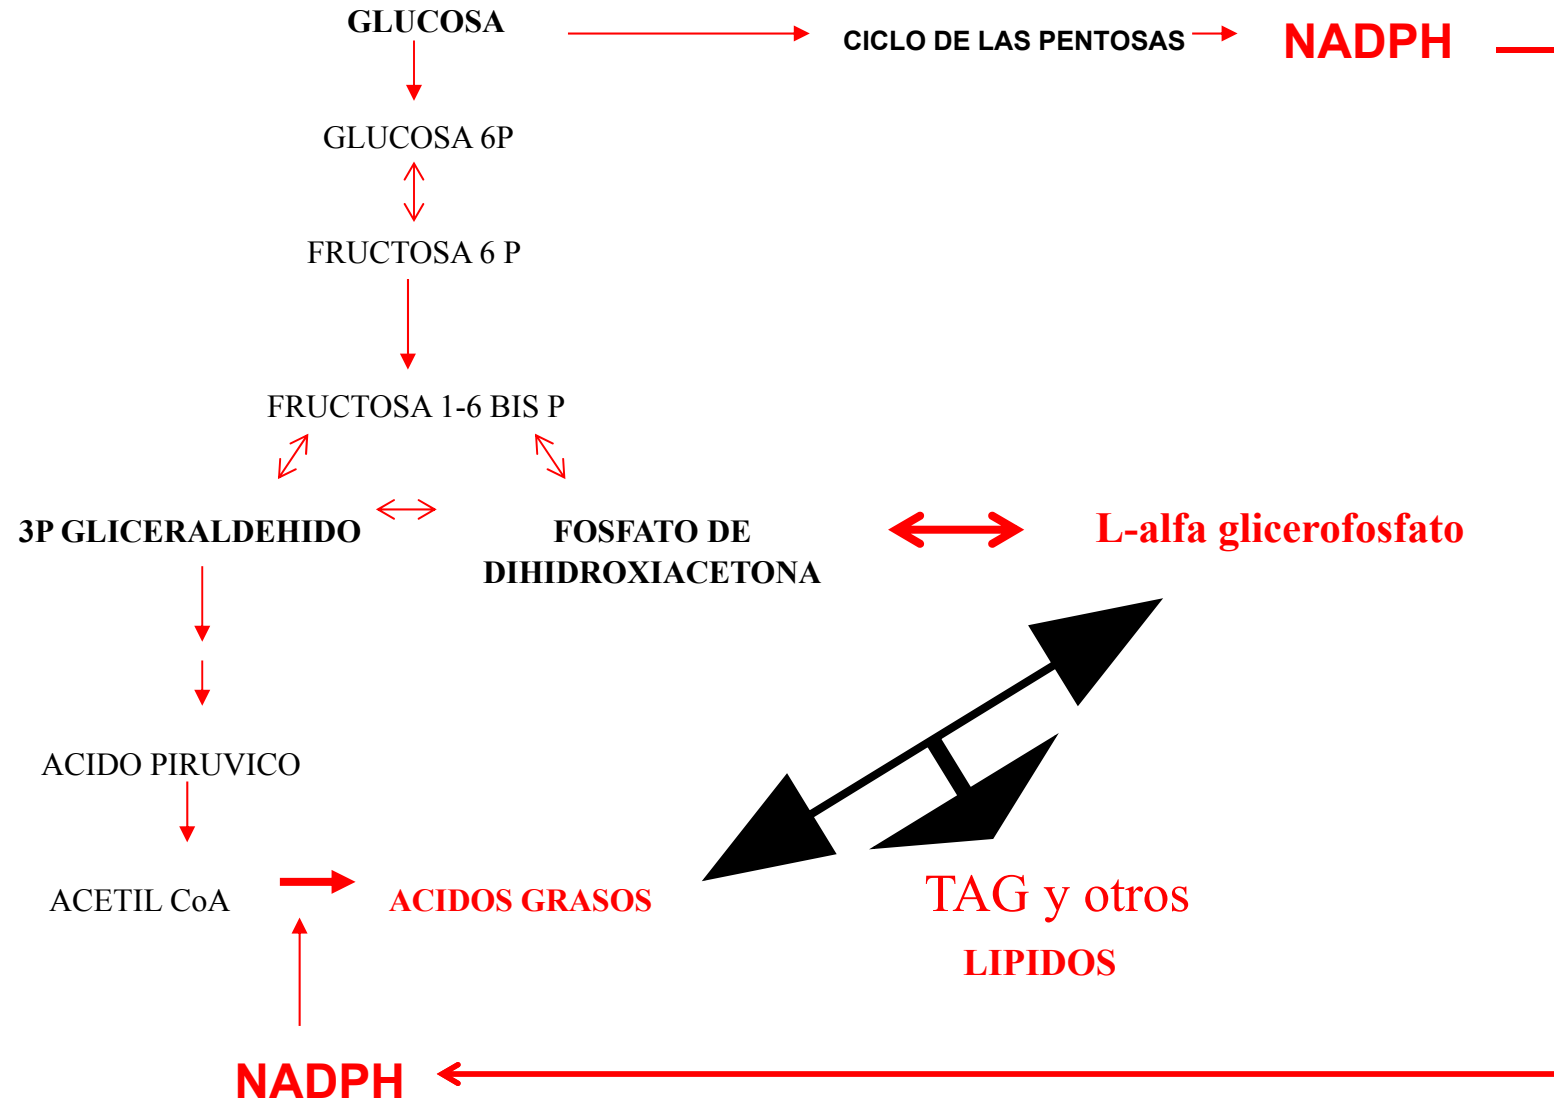 GLUCOSA
CICLO DE LAS PENTOSAS
NADPH
GLUCOSA 6P
FRUCTOSA 6 P
FRUCTOSA 1-6 BIS P
3P GLICERALDEHIDO
FOSFATO DE
DIHIDROXIACETONA
L-alfa glicerofosfato
ACIDO PIRUVICO
ACETIL CoA
ACIDOS GRASOS
TAG y otros
LIPIDOS
NADPH